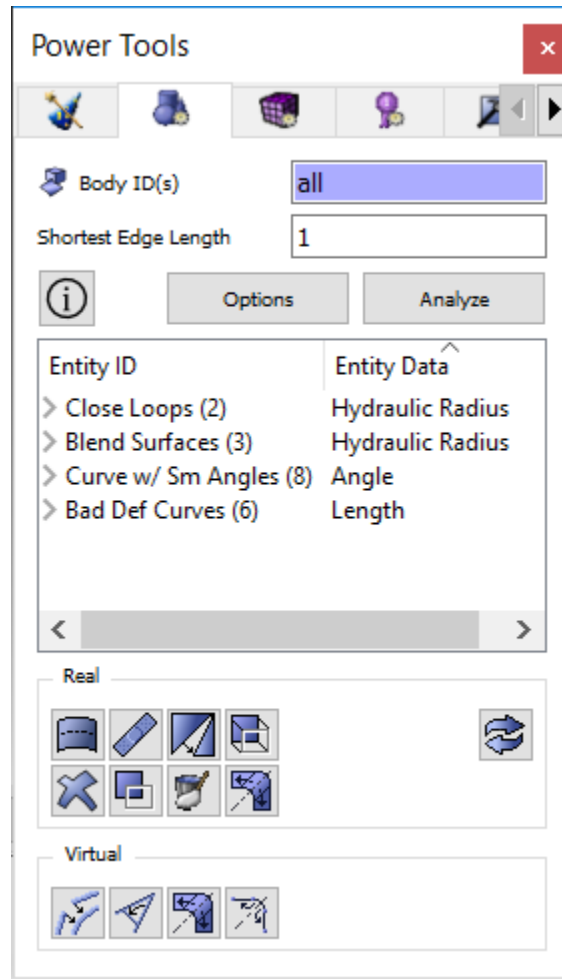 Power Tools
Body ID(s) all
Shortest Edge Length 1
Options Analyze
Entity ID Entity Data
Close Loops (2) Hydraulic Radius
Blend Surfaces (3) Hydraulic Radius
Curve w/ Sm Angles (8) Angle
Bad Def Curves (6) Length
Real
Virtual